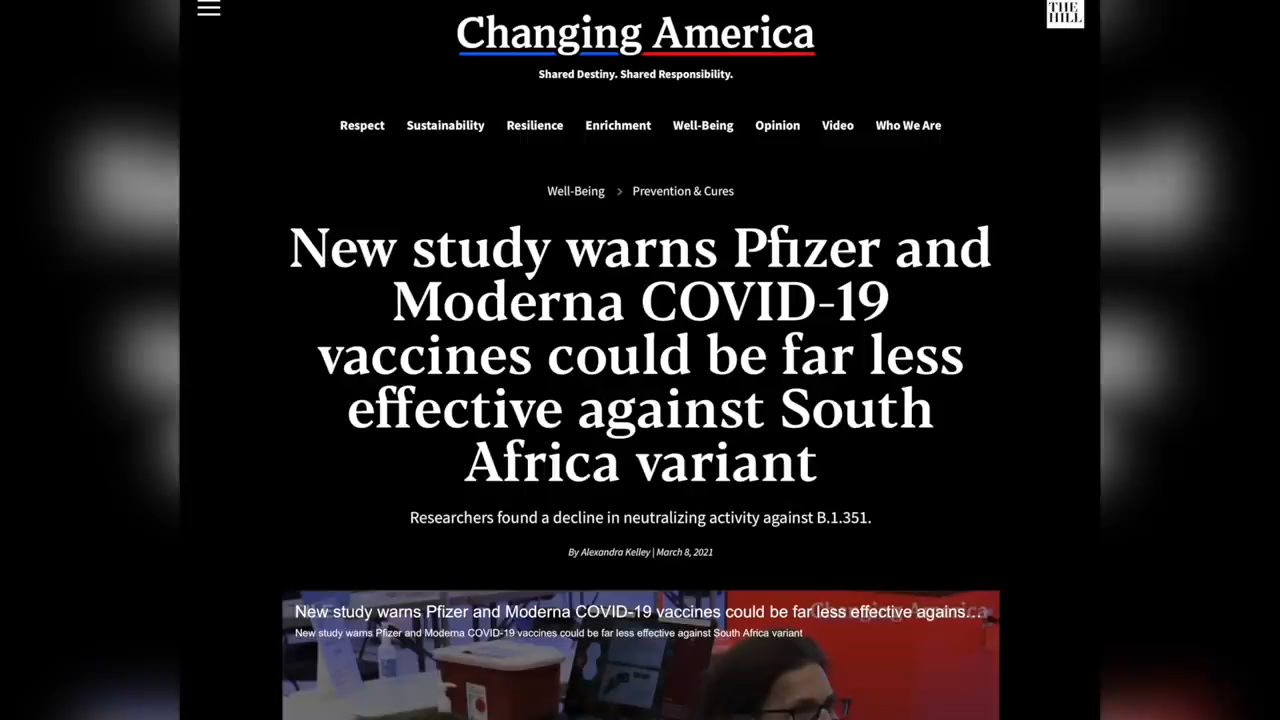 Changing America
THE
HILL
Shared Destiny. Shared Responsibility.
Respect Sustainability Resilience Enrichment Well-Being Opinion Video Who We Are
Well-Being > Prevention & Cures
New study warns Pfizer and
Moderna COVID-19
vaccines could be far less
effective against South
Africa variant
Researchers found a decline in neutralizing activity against B.1.351.
By Alexandra Kelley | March 8, 2021
New study warns Pfizer and Moderna COVID-19 vaccines could be far less effective agains...
Changing America
New study warns Pfizer and Moderna COVID-19 vaccines could be far less effective against South Africa variant